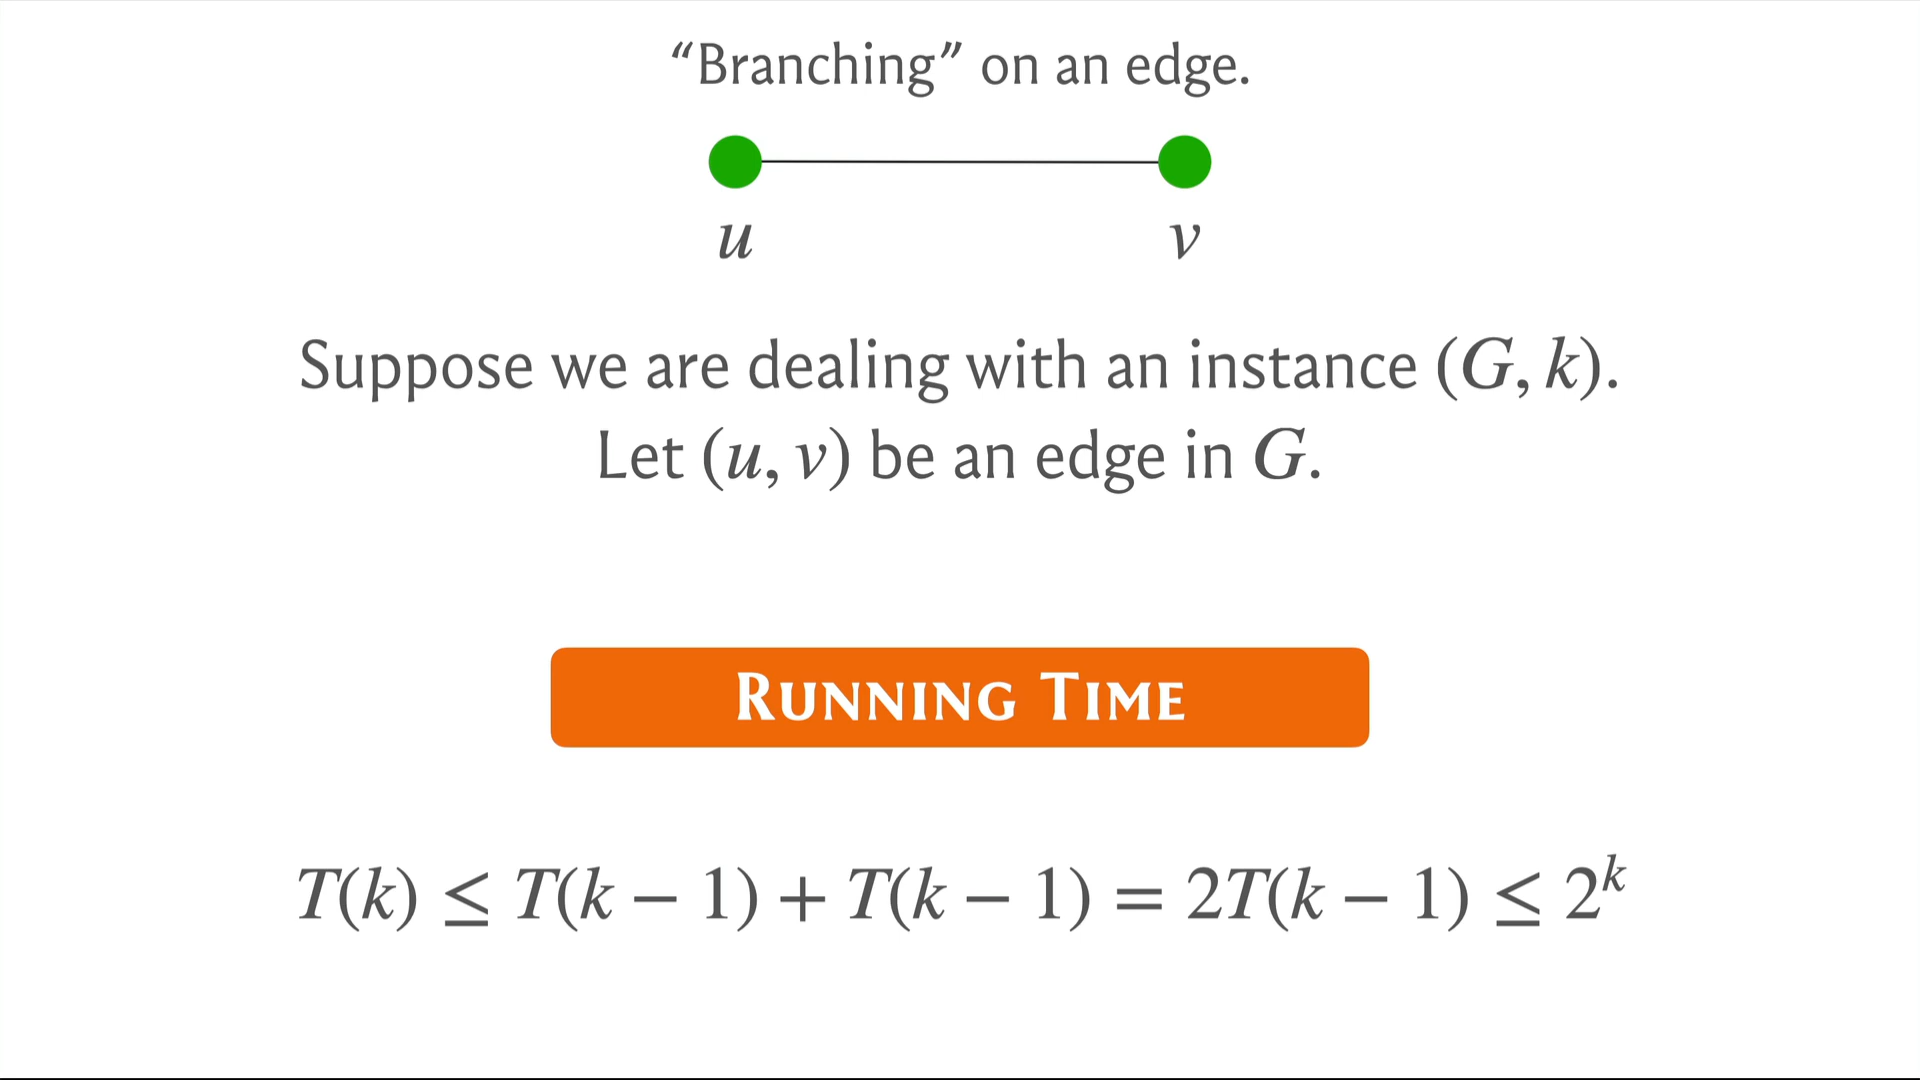 “Branching” on an edge.
u v
Suppose we are dealing with an instance (G, k).
Let (u, v) be an edge in G.
RUNNING TIME
T(k) ≤ T(k − 1) + T(k − 1) = 2T(k − 1) ≤ 2^k